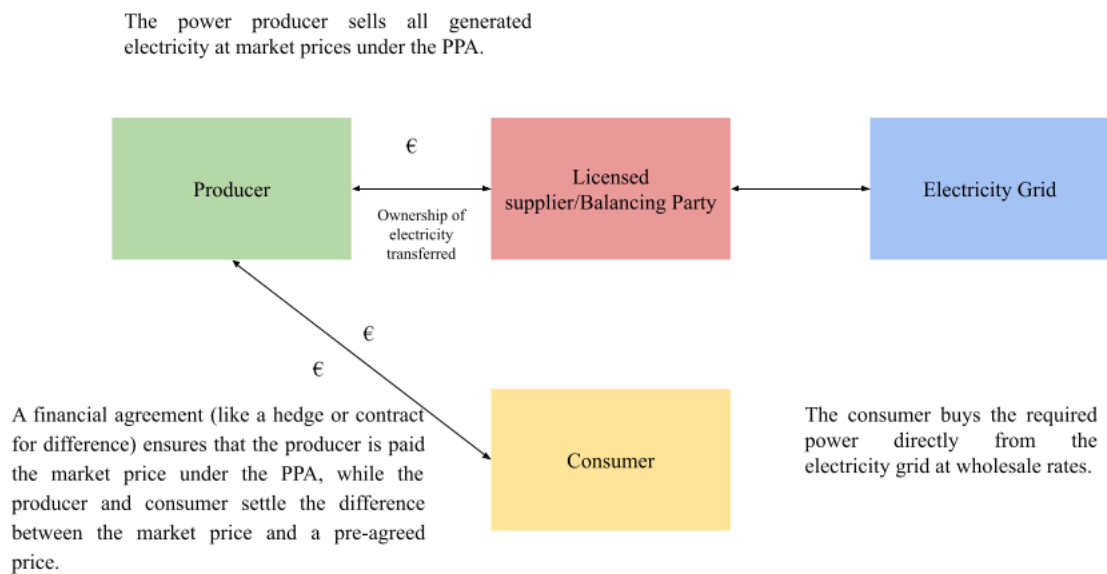 The power producer sells all generated
electricity at market prices under the PPA.
€
Producer
Licensed
supplier/Balancing Party
Electricity Grid
Ownership of
electricity
transferred
€
€
A financial agreement (like a hedge or contract
for difference) ensures that the producer is paid
the market price under the PPA, while the
producer and consumer settle the difference
between the market price and a pre-agreed
price.
Consumer
The consumer buys the required
power directly from the
electricity grid at wholesale rates.